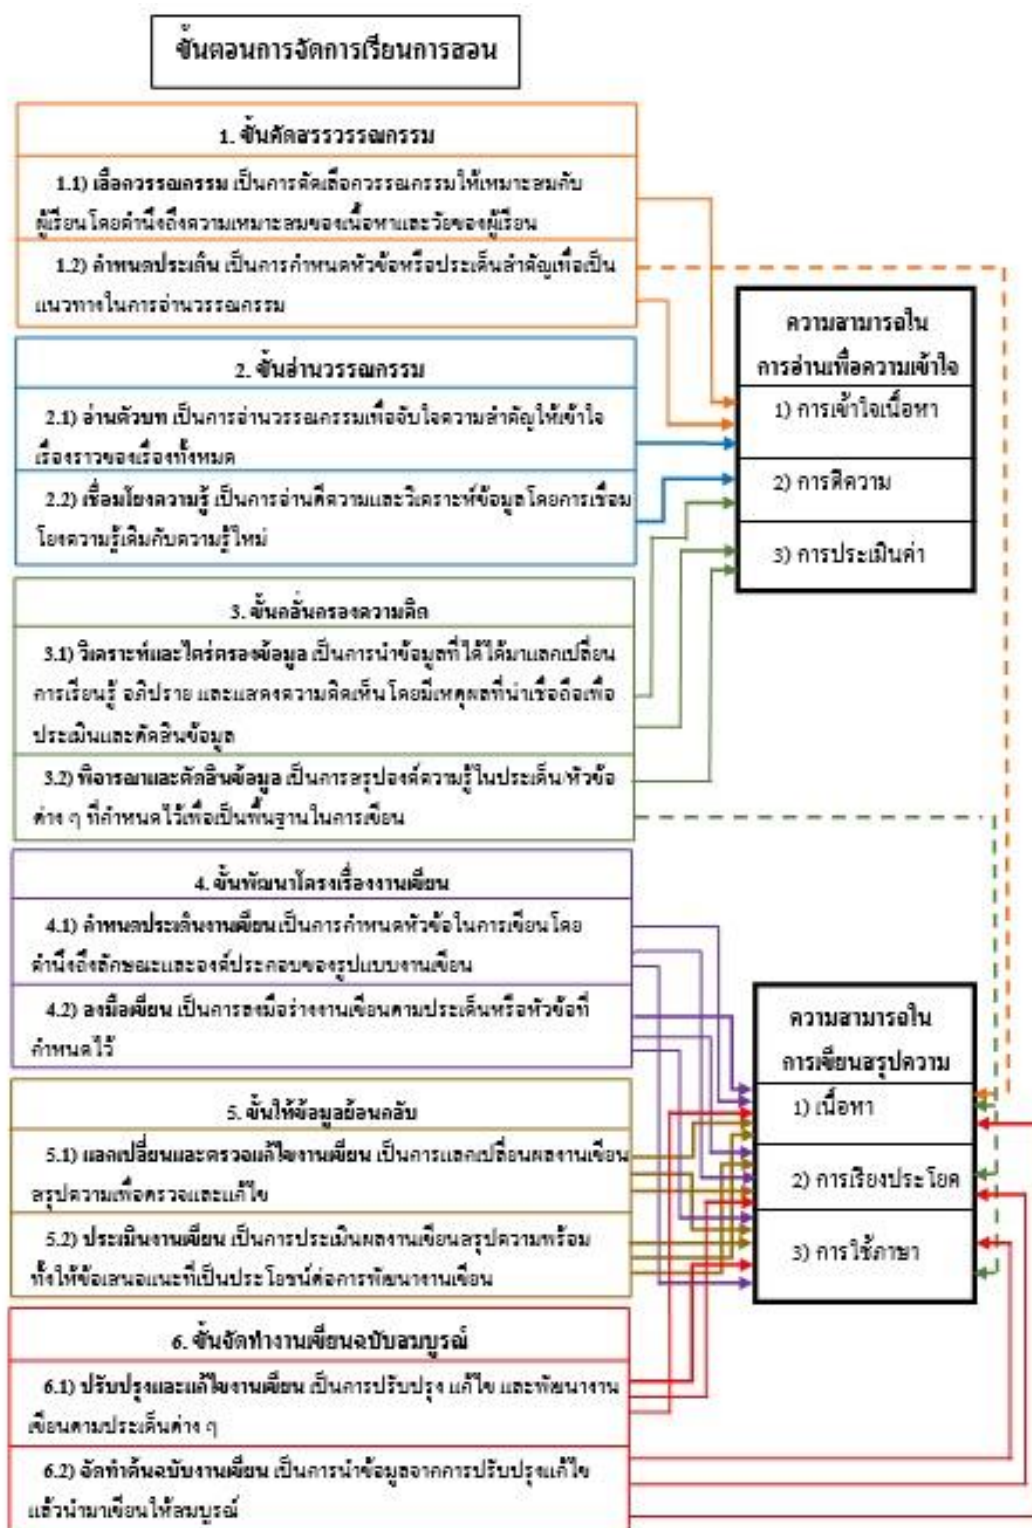 ขั้นตอนการจัดการเรียนการสอน
1. ขั้นคัดสรรวรรณกรรม
1.1) เลือกวรรณกรรม เป็นการคัดเลือกวรรณกรรมให้เหมาะสมกับ
ผู้เรียนโดยคำนึงถึงความเหมาะสมของเนื้อหาและวัยของผู้เรียน
1.2) กำหนดประเด็น เป็นการกำหนดหัวข้อหรือประเด็นสำคัญเพื่อเป็น
แนวทางในการอ่านวรรณกรรม
2. ขั้นอ่านวรรณกรรม
2.1) อ่านตัวบท เป็นการอ่านวรรณกรรมเพื่อจับใจความสำคัญให้เข้าใจ
เรื่องราวของเรื่องทั้งหมด
2.2) เชื่อมโยงความรู้ เป็นการอ่านตีความและวิเคราะห์ข้อมูลโดยการเชื่อม
โยงความรู้เดิมกับความรู้ใหม่
3. ขั้นกลั่นกรองความคิด
3.1) วิเคราะห์และไตร่ตรองข้อมูล เป็นการนำข้อมูลที่ได้ได้มาแลกเปลี่ยน
การเรียนรู้ อภิปราย และแสดงความคิดเห็นโดยมีเหตุผลที่น่าเชื่อถือเพื่อ
ประเมินและตัดสินข้อมูล
3.2) พิจารณาและตัดสินข้อมูล เป็นการสรุปองค์ความรู้ในประเด็น/หัวข้อ
ต่าง ๆ ที่กำหนดไว้เพื่อเป็นพื้นฐานในการเขียน
4. ขั้นพัฒนาโครงเรื่องงานเขียน
4.1) กำหนดประเด็นงานเขียน เป็นการกำหนดหัวข้อในการเขียนโดย
คำนึงถึงลักษณะและองค์ประกอบของรูปแบบงานเขียน
4.2) ลงมือเขียน เป็นการลงมือร่างงานเขียนตามประเด็นหรือหัวข้อที่
กำหนดไว้
5. ขั้นให้ข้อมูลย้อนกลับ
5.1) แลกเปลี่ยนและตรวจแก้ไขงานเขียน เป็นการแลกเปลี่ยนผลงานเขียน
สรุปความเพื่อตรวจและแก้ไข
5.2) ประเมินงานเขียน เป็นการประเมินผลงานเขียนสรุปความพร้อม
ทั้งให้ข้อเสนอแนะที่เป็นประโยชน์ต่อการพัฒนางานเขียน
6. ขั้นจัดทำงานเขียนฉบับสมบูรณ์
6.1) ปรับปรุงและแก้ไขงานเขียน เป็นการปรับปรุง แก้ไข และพัฒนางาน
เขียนตามประเด็นต่าง ๆ
6.2) จัดทำต้นฉบับงานเขียน เป็นการนำข้อมูลจากการปรับปรุงแก้ไข
แล้วนำมาเขียนให้สมบูรณ์
ความสามารถใน
การอ่านเพื่อความเข้าใจ
1) การเข้าใจเนื้อหา
2) การตีความ
3) การประเมินค่า
ความสามารถใน
การเขียนสรุปความ
1) เนื้อหา
2) การเรียงประโยค
3) การใช้ภาษา